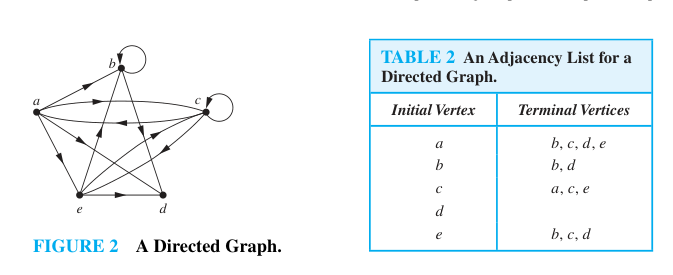 b
a
c
e
d
FIGURE 2 A Directed Graph.
TABLE 2 An Adjacency List for a
Directed Graph.
Initial Vertex Terminal Vertices
a b, c, d, e
b b, d
c a, c, e
d
e b, c, d